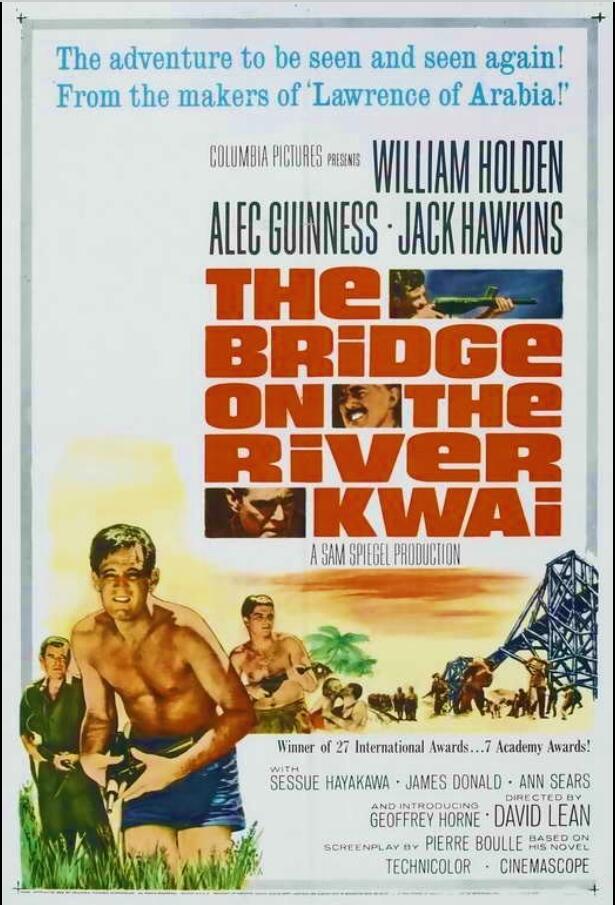 The adventure to be seen and seen again!
From the makers of 'Lawrence of Arabia!'
COLUMBIA PICTURES PRESENTS WILLIAM HOLDEN
ALEC GUINNESS · JACK HAWKINS
THe
BRiDGe
ON THe
RiVeR
KWAi
A SAM SPIEGEL PRODUCTION
Winner of 27 International Awards...7 Academy Awards!
WITH
SESSUE HAYAKAWA · JAMES DONALD · ANN SEARS
AND INTRODUCING GEOFFREY HORNE · DIRECTED BY DAVID LEAN
SCREENPLAY BY PIERRE BOULLE BASED ON HIS NOVEL
TECHNICOLOR · CINEMASCOPE